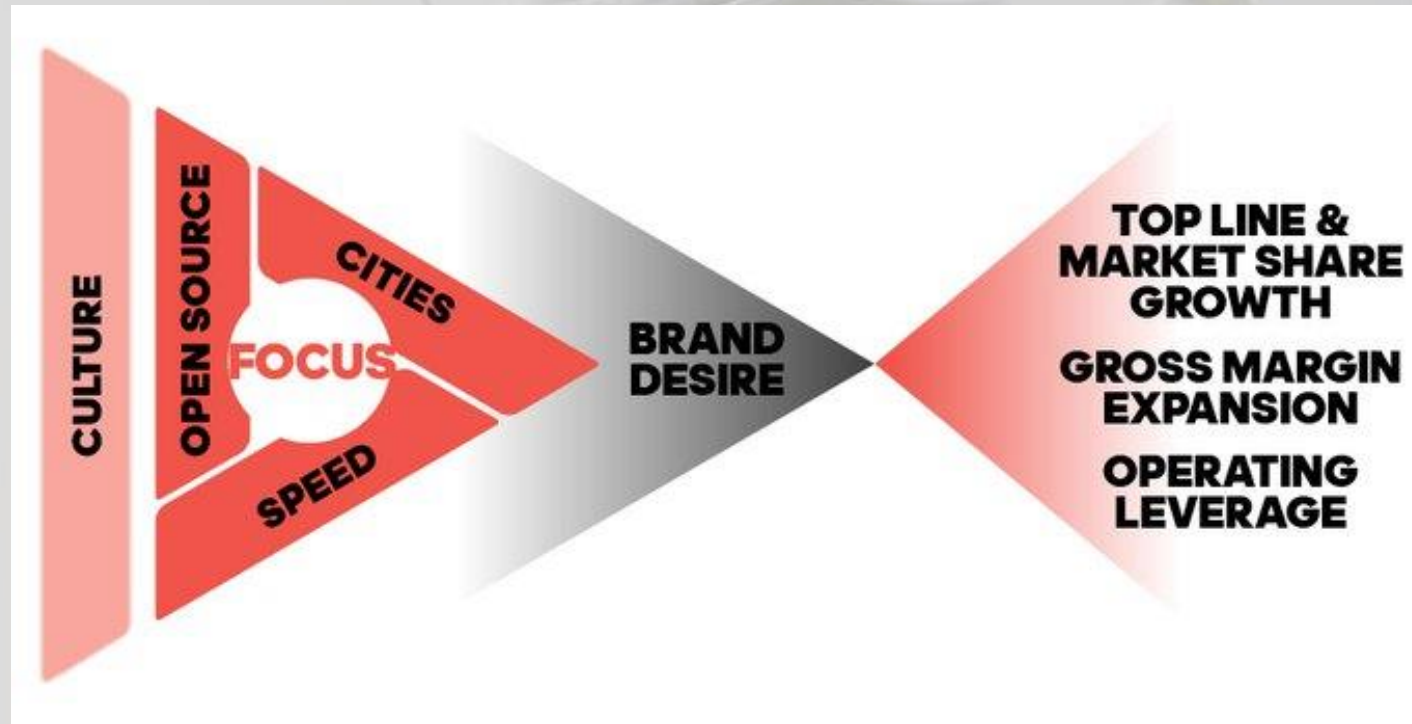 CULTURE
OPEN SOURCE
CITIES
FOCUS
SPEED
BRAND
DESIRE
TOP LINE &
MARKET SHARE
GROWTH
GROSS MARGIN
EXPANSION
OPERATING
LEVERAGE